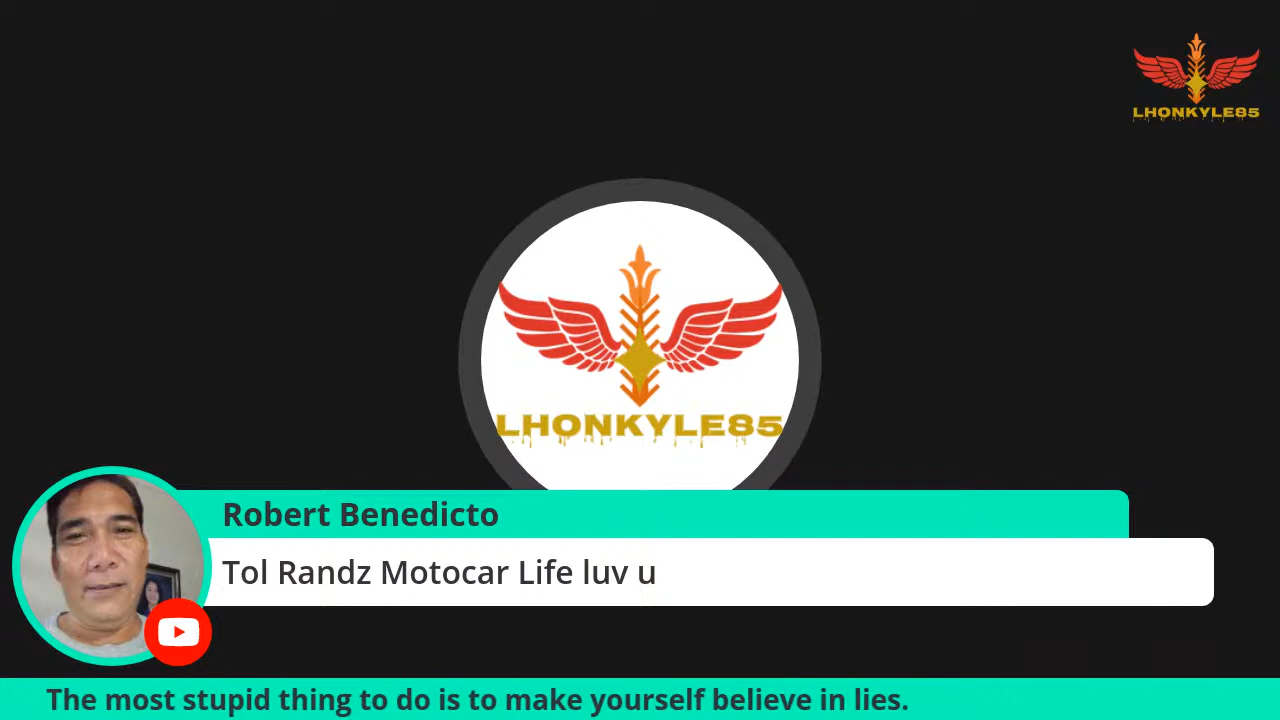 LHONKYLE85
LHONKYLE85
Robert Benedicto
Tol Randz Motocar Life luv u
The most stupid thing to do is to make yourself believe in lies.